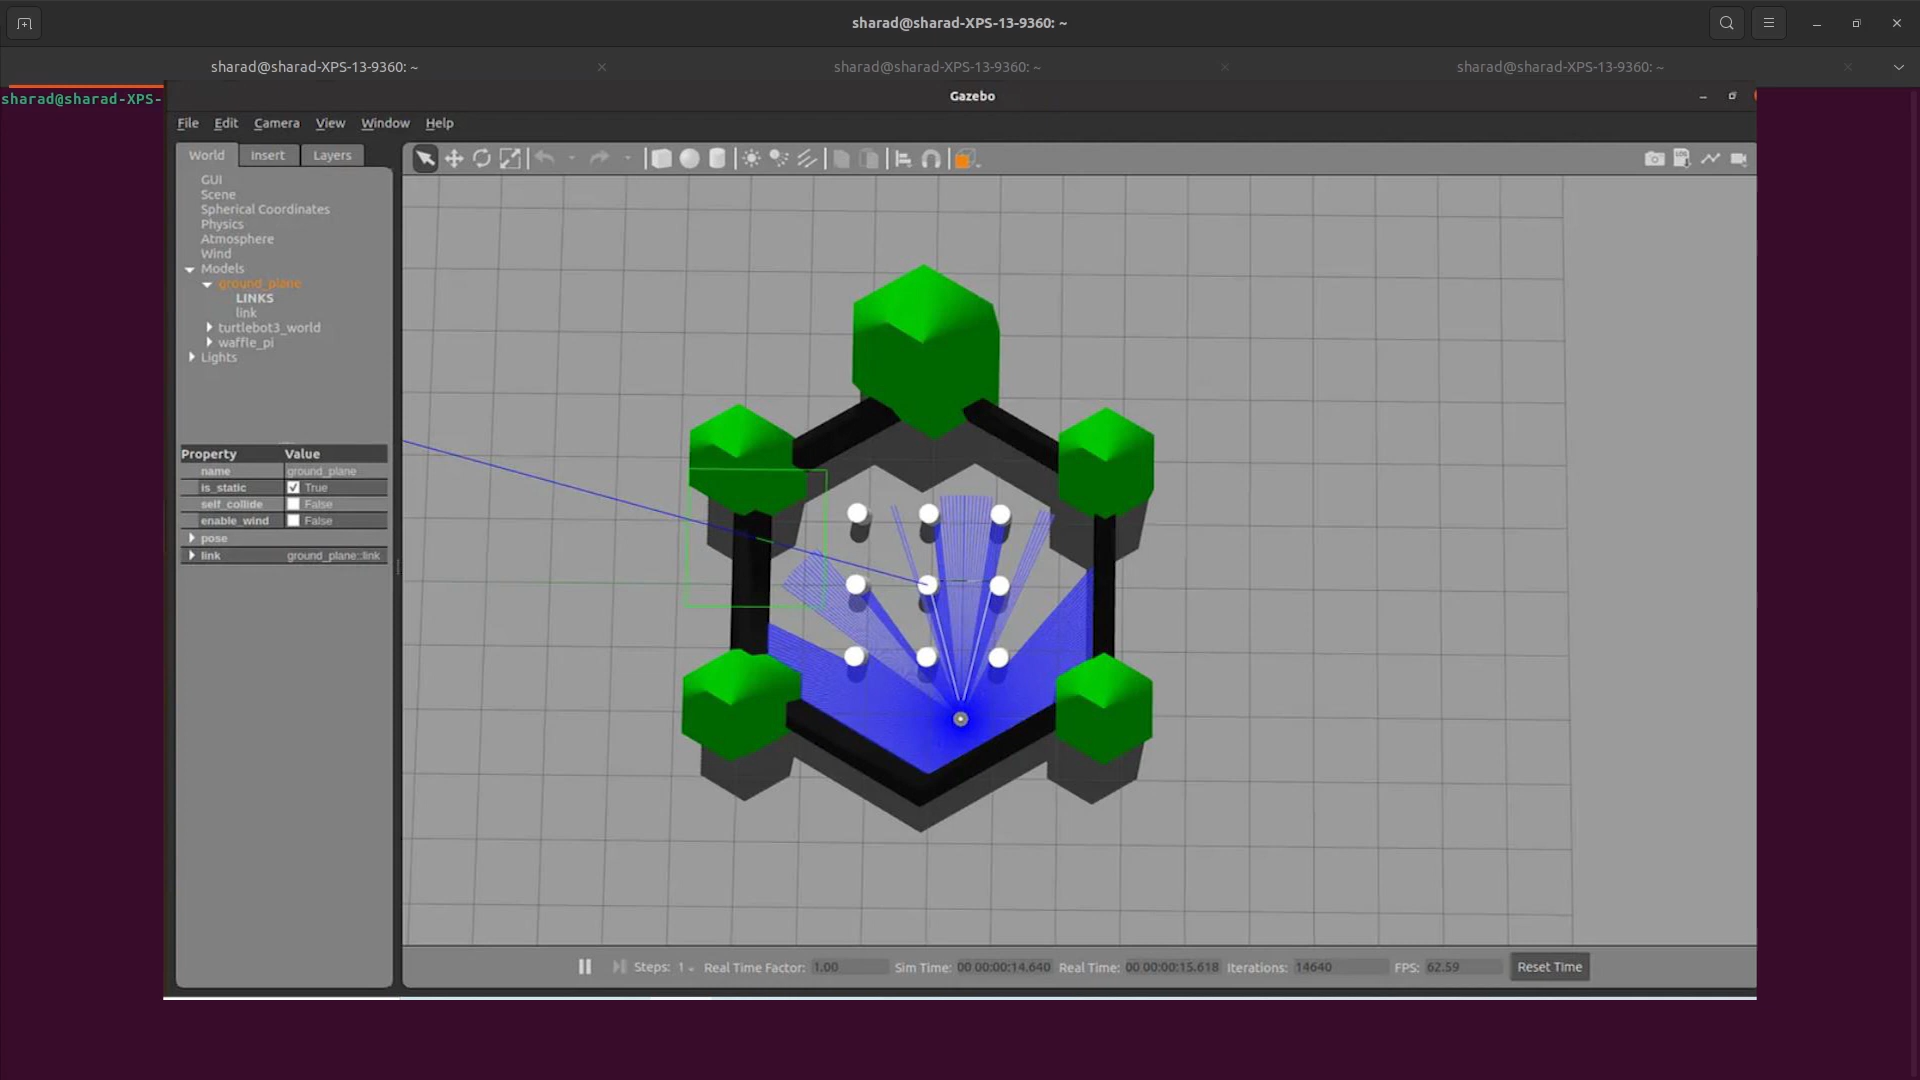 sharad@sharad-XPS-13-9360: ~
sharad@sharad-XPS-13-9360: ~
sharad@sharad-XPS-13-9360: ~
sharad@sharad-XPS-13-9360: ~
sharad@sharad-XPS-
Gazebo
File Edit Camera View Window Help
World Insert Layers
GUI
Scene
Spherical Coordinates
Physics
Atmosphere
Wind
Models
ground_plane
LINKS
link
turtlebot3_world
waffle_pi
Lights
Property Value
name ground_plane
is_static True
self_collide False
enable_wind False
pose
link ground_plane::link
Steps: 1 Real Time Factor: 1.00 Sim Time: 00 00:00:14.640 Real Time: 00 00:00:15.618 Iterations: 14640 FPS: 62.59 Reset Time